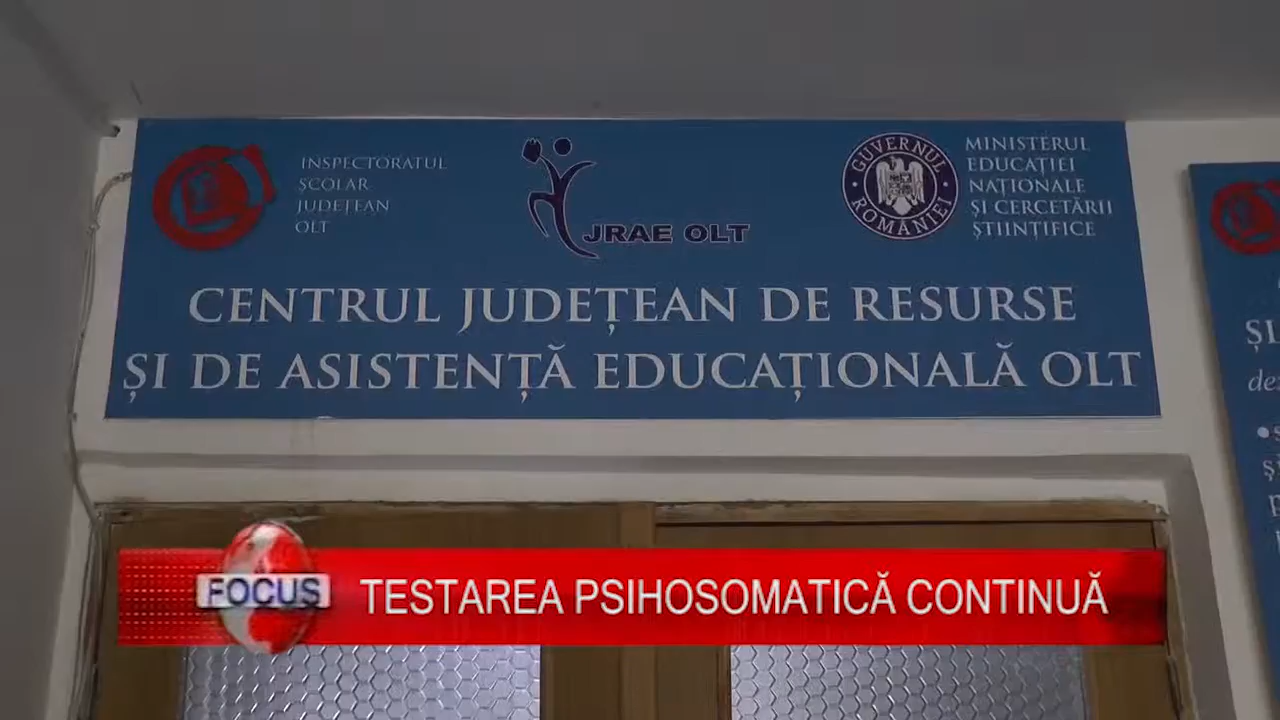 INSPECTORATUL
ȘCOLAR
JUDEȚEAN
OLT
JRAE OLT
GUVERNUL ROMÂNIEI
MINISTERUL
EDUCAȚIEI
NAȚIONALE
ȘI CERCETĂRII
ȘTIINȚIFICE
CENTRUL JUDEȚEAN DE RESURSE
ȘI DE ASISTENȚĂ EDUCAȚIONALĂ OLT
FOCUS
TESTAREA PSIHOSOMATICĂ CONTINUĂ